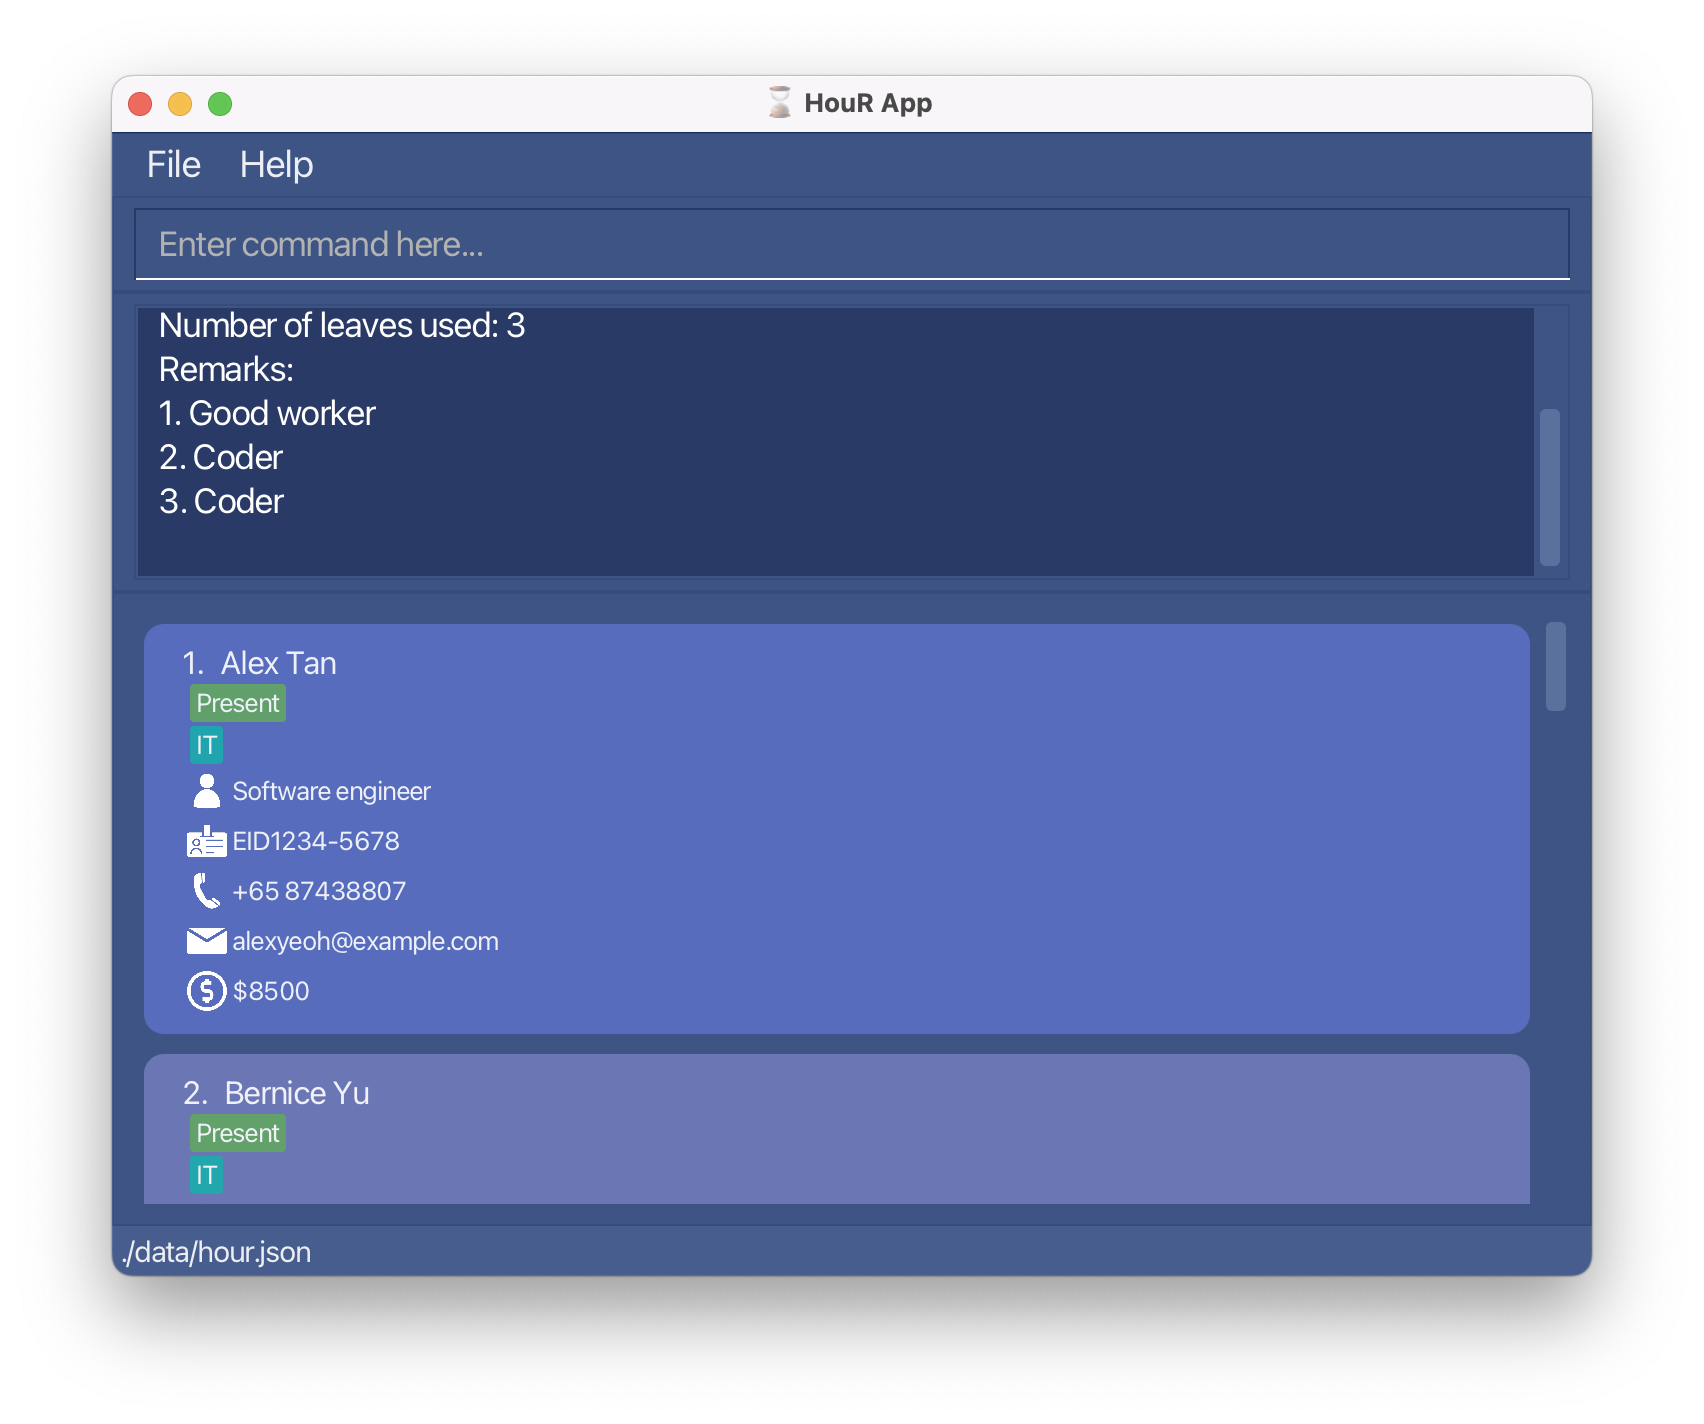 HouR App
File Help
Enter command here...
Number of leaves used: 3
Remarks:
1. Good worker
2. Coder
3. Coder
1. Alex Tan
Present
IT
Software engineer
EID1234-5678
+65 87438807
alexyeoh@example.com
$8500
2. Bernice Yu
Present
IT
./data/hour.json